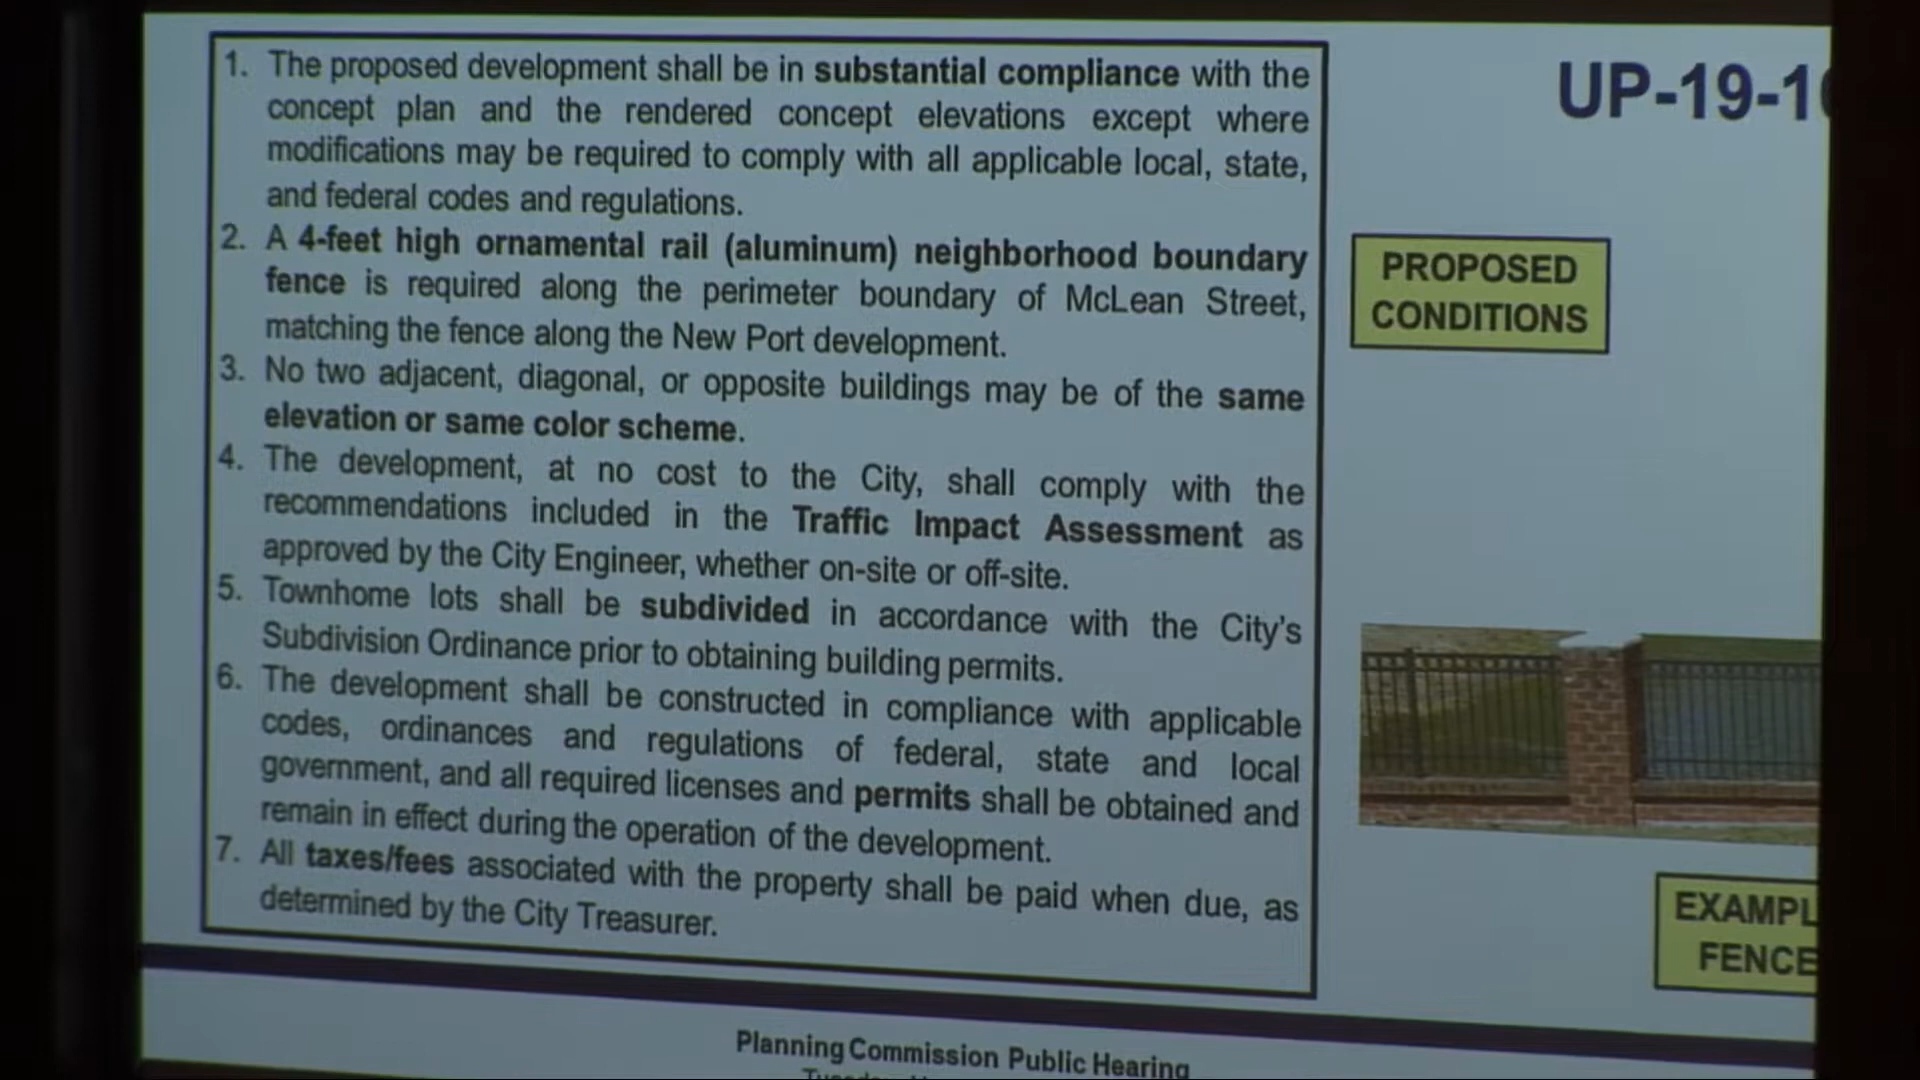 1. The proposed development shall be in substantial compliance with the
concept plan and the rendered concept elevations except where
modifications may be required to comply with all applicable local, state,
and federal codes and regulations.
2. A 4-feet high ornamental rail (aluminum) neighborhood boundary
fence is required along the perimeter boundary of McLean Street,
matching the fence along the New Port development.
3. No two adjacent, diagonal, or opposite buildings may be of the same
elevation or same color scheme.
4. The development, at no cost to the City, shall comply with the
recommendations included in the Traffic Impact Assessment as
approved by the City Engineer, whether on-site or off-site.
5. Townhome lots shall be subdivided in accordance with the City's
Subdivision Ordinance prior to obtaining building permits.
6. The development shall be constructed in compliance with applicable
codes, ordinances and regulations of federal, state and local
government, and all required licenses and permits shall be obtained and
remain in effect during the operation of the development.
7. All taxes/fees associated with the property shall be paid when due, as
determined by the City Treasurer.
UP-19-1
PROPOSED
CONDITIONS
EXAMPL
FENCE
Planning Commission Public Hearing